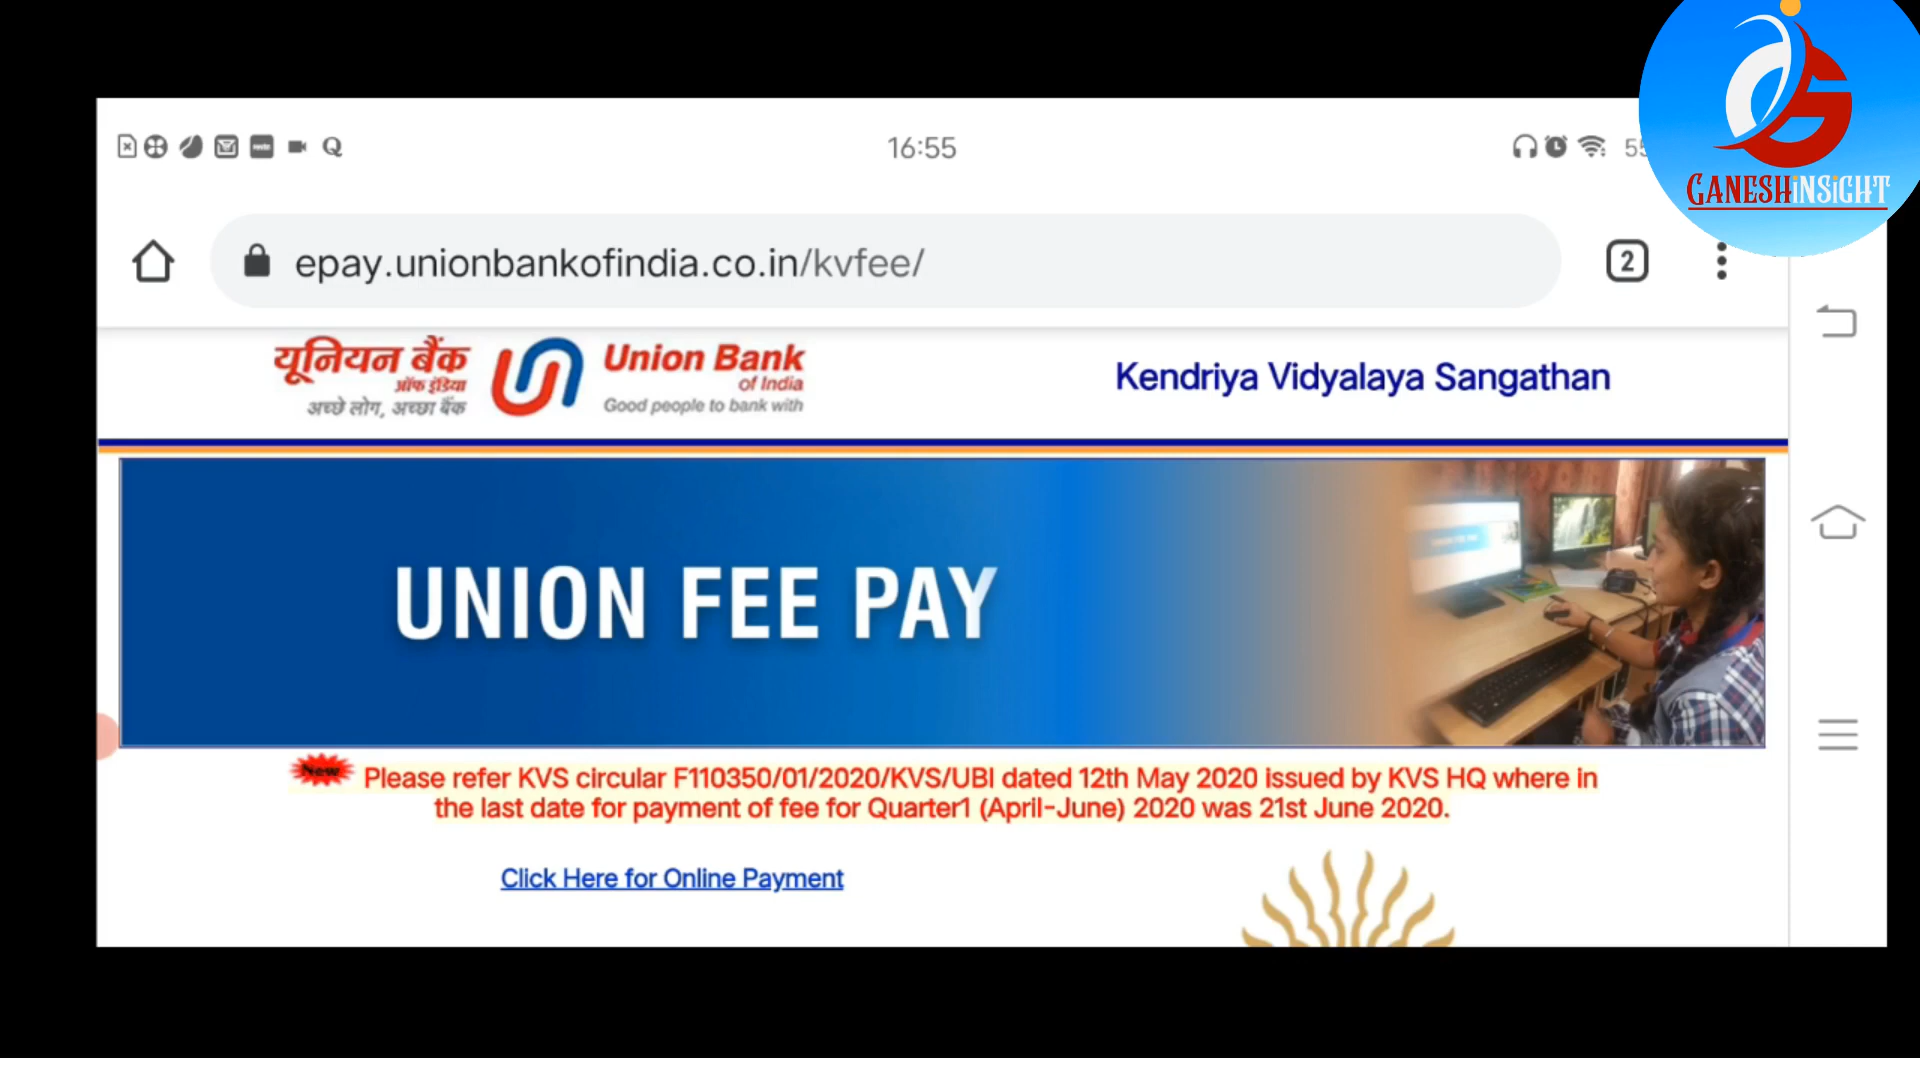 16:55
GANESHiNSiGHT
epay.unionbankofindia.co.in/kvfee/
2
यूनियन बैंक
ऑफ इंडिया
अच्छे लोग, अच्छा बैंक
Union Bank
of India
Good people to bank with
Kendriya Vidyalaya Sangathan
UNION FEE PAY
New
Please refer KVS circular F110350/01/2020/KVS/UBI dated 12th May 2020 issued by KVS HQ where in
the last date for payment of fee for Quarter1 (April-June) 2020 was 21st June 2020.
Click Here for Online Payment